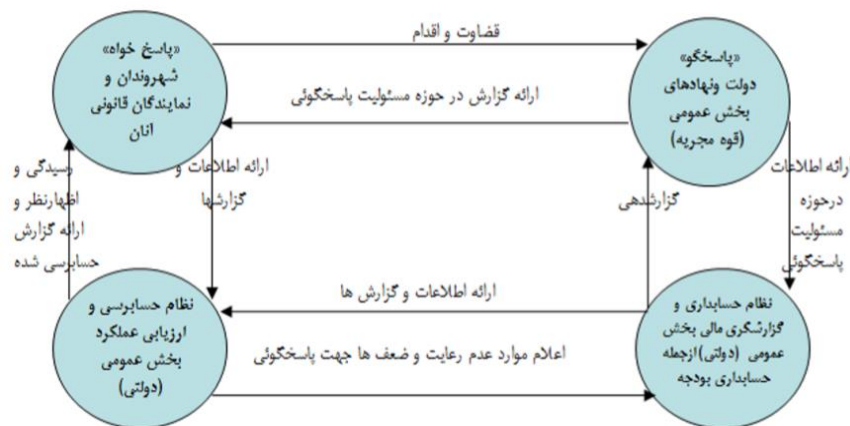 «پاسخ خواه»
شهروندان و
نمایندگان قانونی
آنان
قضاوت و اقدام
ارائه گزارش در حوزه مسئولیت پاسخگوئی
«پاسخگو»
دولت ونهادهای
بخش عمومی
(قوه مجریه)
رسیدگی و
اظهارنظر و
ارائه گزارش
حسابرسی شده
ارائه اطلاعات و
گزارشها
گزارشدهی
ارائه اطلاعات
درحوزه
مسئولیت
پاسخگوئی
نظام حسابرسی و
ارزیابی عملکرد
بخش عمومی
(دولتی)
ارائه اطلاعات و گزارش ها
اعلام موارد عدم رعایت و ضعف ها جهت پاسخگوئی
نظام حسابداری و
گزارشگری مالی بخش
عمومی (دولتی)ازجمله
حسابداری بودجه